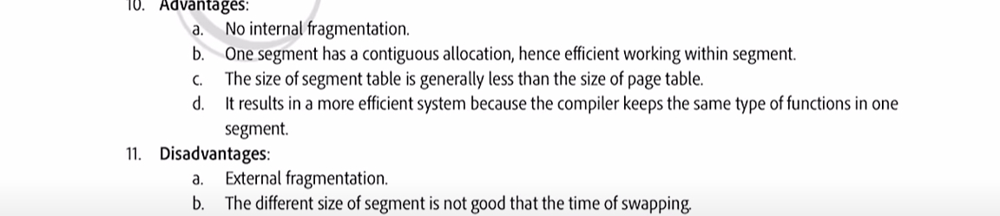 10. Advantages:
a. No internal fragmentation.
b. One segment has a contiguous allocation, hence efficient working within segment.
c. The size of segment table is generally less than the size of page table.
d. It results in a more efficient system because the compiler keeps the same type of functions in one
segment.
11. Disadvantages:
a. External fragmentation.
b. The different size of segment is not good that the time of swapping.